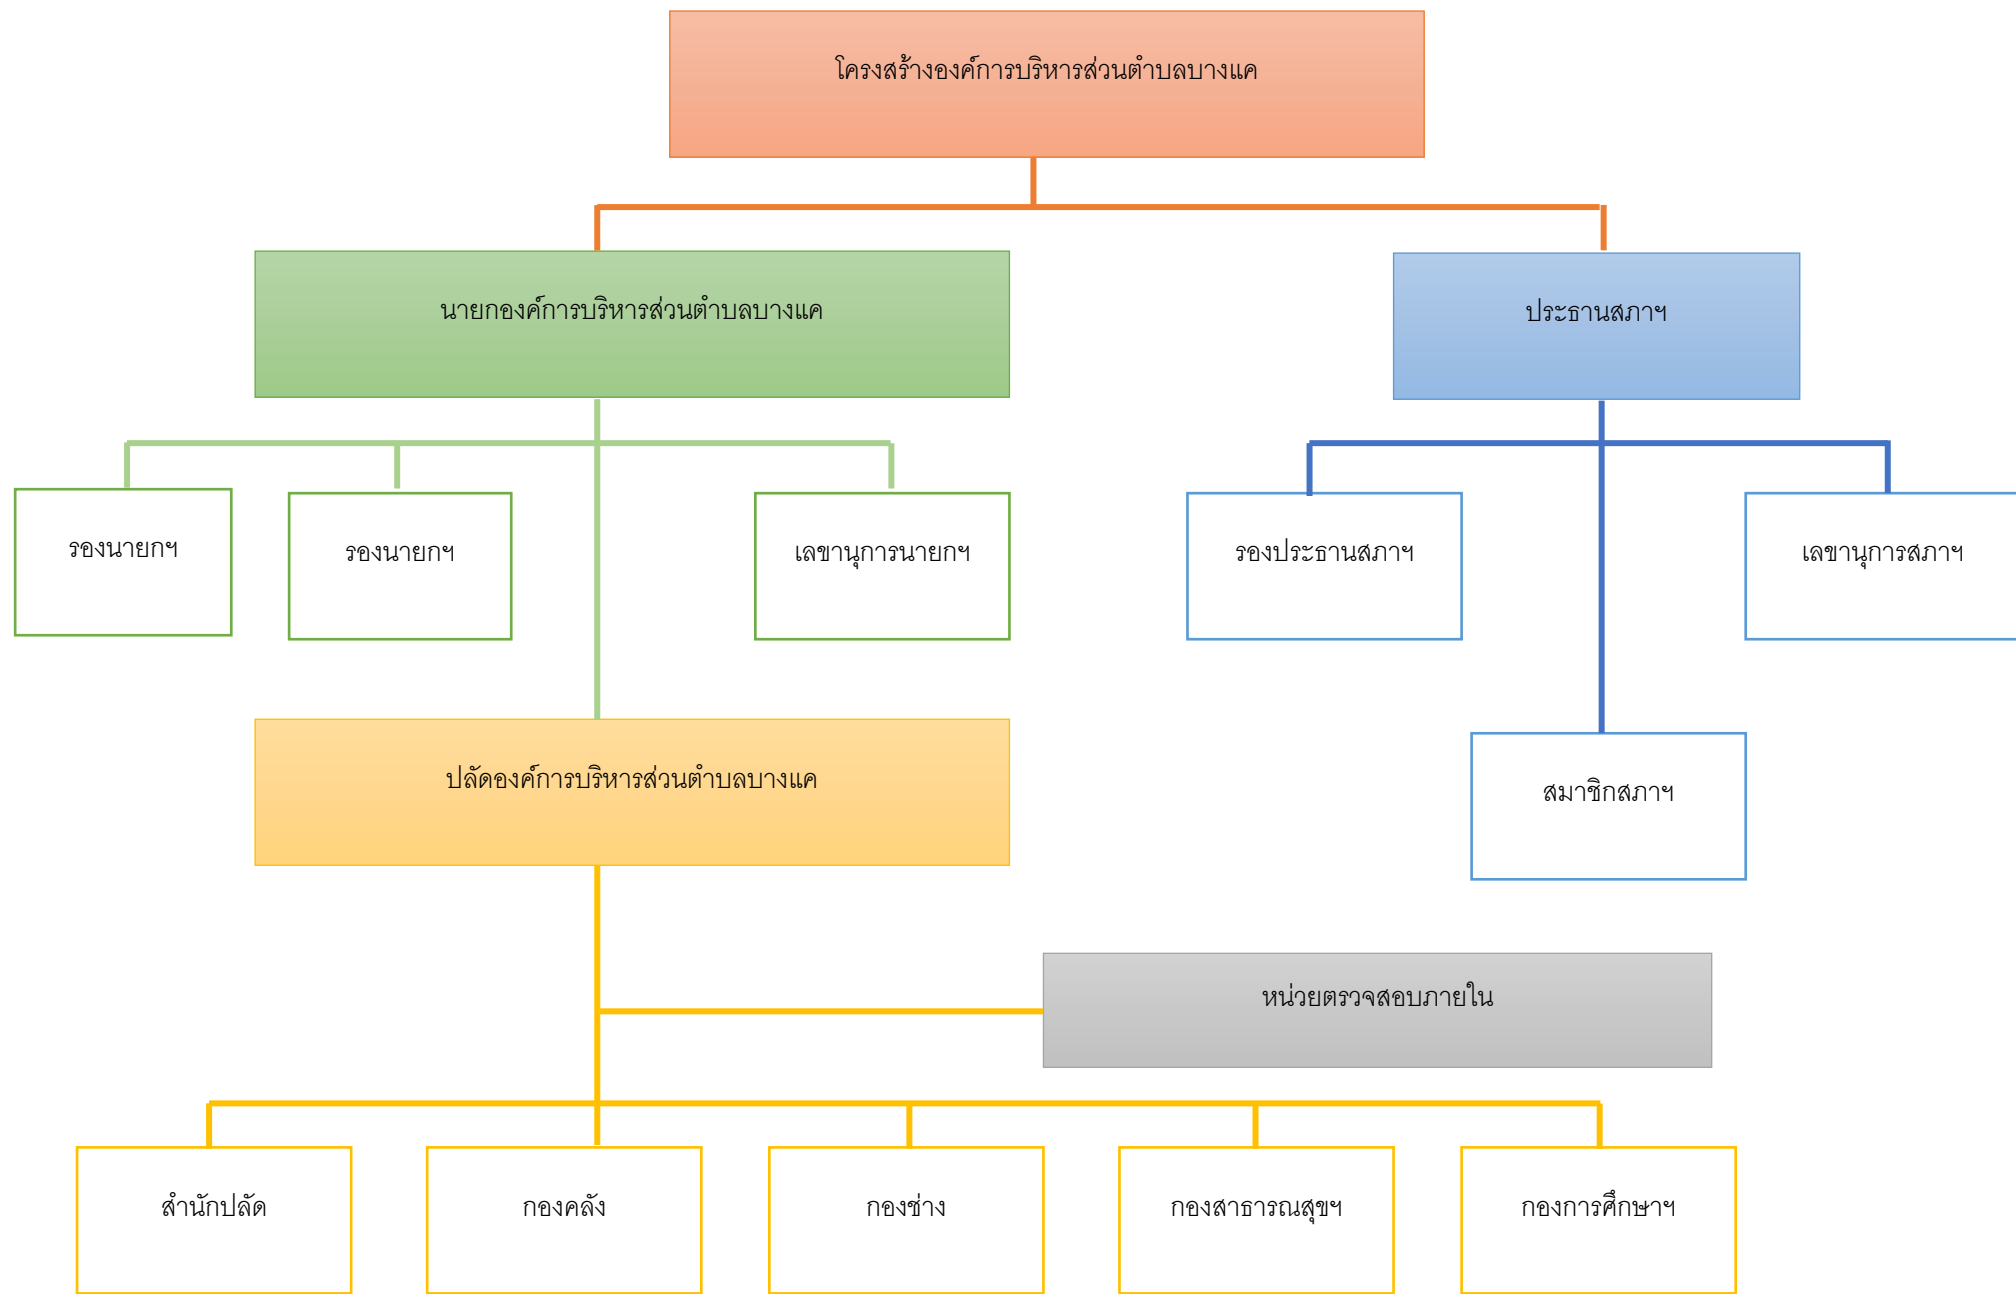 โครงสร้างองค์การบริหารส่วนตำบลบางแค
นายกองค์การบริหารส่วนตำบลบางแค
ประธานสภาฯ
รองนายกฯ
รองนายกฯ
เลขานุการนายกฯ
รองประธานสภาฯ
เลขานุการสภาฯ
ปลัดองค์การบริหารส่วนตำบลบางแค
สมาชิกสภาฯ
หน่วยตรวจสอบภายใน
สำนักปลัด
กองคลัง
กองช่าง
กองสาธารณสุขฯ
กองการศึกษาฯ